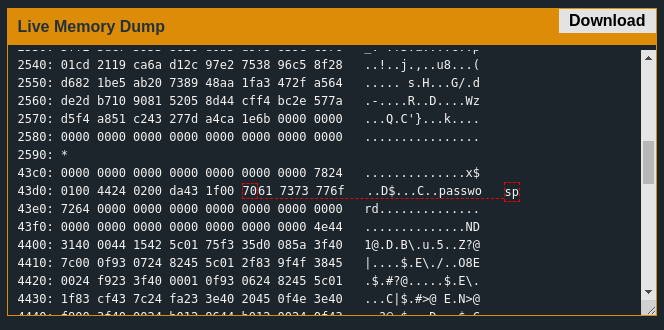 Live Memory Dump
Download
2540: 01cd 2119 ca6a d12c 97e2 7538 96c5 8f28 ..!..j.,..u8...(
2550: d682 1be5 ab20 7389 48aa 1fa3 472f a564 ..... s.H...G/.d
2560: de2d b710 9081 5205 8d44 cff4 bc2e 577a .-....R..D....Wz
2570: d5f4 a851 c243 277d a4ca 1e6b 0000 0000 ...Q.C'}...k....
2580: 0000 0000 0000 0000 0000 0000 0000 0000 ................
2590: *
43c0: 0000 0000 0000 0000 0000 0000 0000 7824 ..............x$
43d0: 0100 4424 0200 da43 1f00 7061 7373 776f ..D$...C..passwo sp
43e0: 7264 0000 0000 0000 0000 0000 0000 0000 rd..............
43f0: 0000 0000 0000 0000 0000 0000 0000 4e44 ..............ND
4400: 3140 0044 1542 5c01 75f3 35d0 085a 3f40 1@.D.B\.u.5..Z?@
4410: 7c00 0f93 0724 8245 5c01 2f83 9f4f 3845 |....$.E\./..O8E
4420: 0024 f923 3f40 0001 0f93 0624 8245 5c01 .$.#?@.....$.E\.
4430: 1f83 cf43 7c24 fa23 3e40 2045 0f4e 3e40 ...C|$.#>@ E.N>@